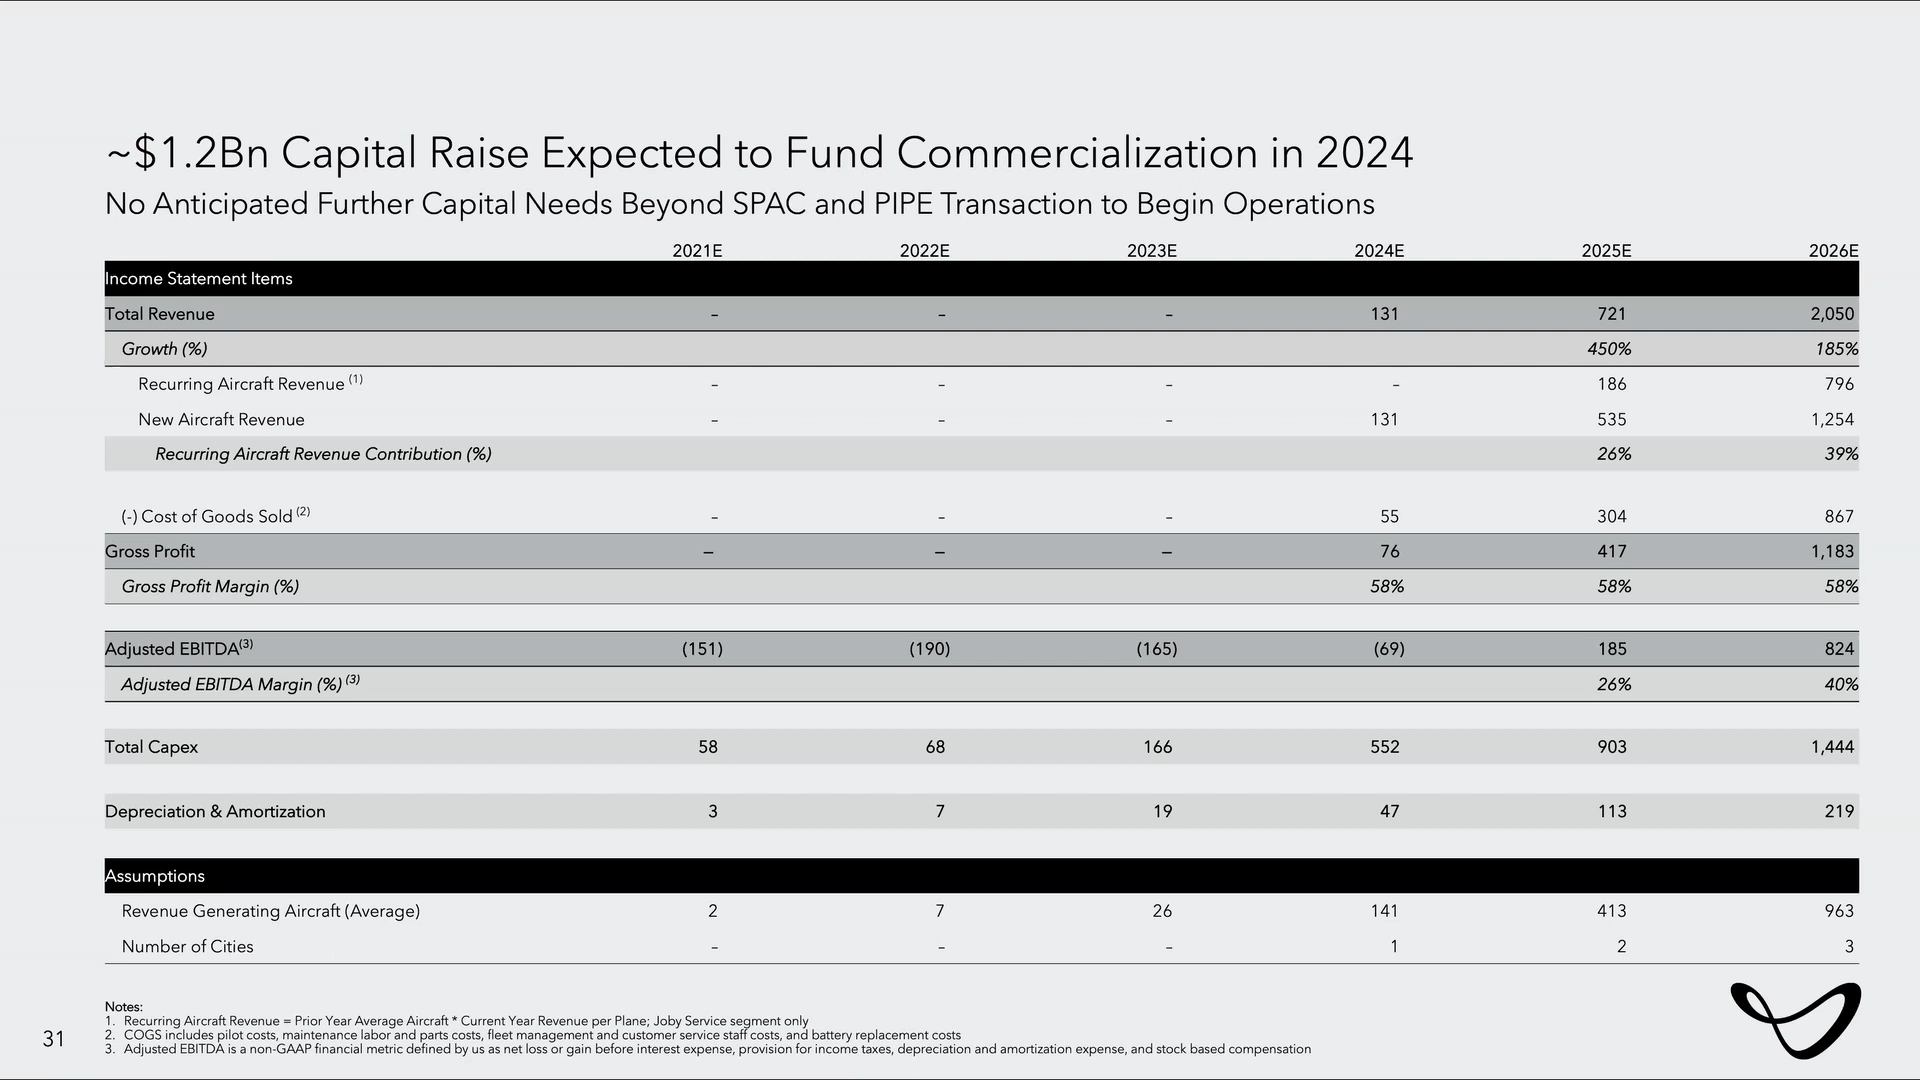 ~$1.2Bn Capital Raise Expected to Fund Commercialization in 2024
No Anticipated Further Capital Needs Beyond SPAC and PIPE Transaction to Begin Operations
2021E 2022E 2023E 2024E 2025E 2026E
Income Statement Items
Total Revenue – – – 131 721 2,050
Growth (%) 450% 185%
Recurring Aircraft Revenue (1) – – – – 186 796
New Aircraft Revenue – – – 131 535 1,254
Recurring Aircraft Revenue Contribution (%) 26% 39%
(-) Cost of Goods Sold (2) – – – 55 304 867
Gross Profit – – – 76 417 1,183
Gross Profit Margin (%) 58% 58% 58%
Adjusted EBITDA(3) (151) (190) (165) (69) 185 824
Adjusted EBITDA Margin (%) (3) 26% 40%
Total Capex 58 68 166 552 903 1,444
Depreciation & Amortization 3 7 19 47 113 219
Assumptions
Revenue Generating Aircraft (Average) 2 7 26 141 413 963
Number of Cities – – – 1 2 3
Notes:
1. Recurring Aircraft Revenue = Prior Year Average Aircraft * Current Year Revenue per Plane; Joby Service segment only
2. COGS includes pilot costs, maintenance labor and parts costs, fleet management and customer service staff costs, and battery replacement costs
3. Adjusted EBITDA is a non-GAAP financial metric defined by us as net loss or gain before interest expense, provision for income taxes, depreciation and amortization expense, and stock based compensation
31